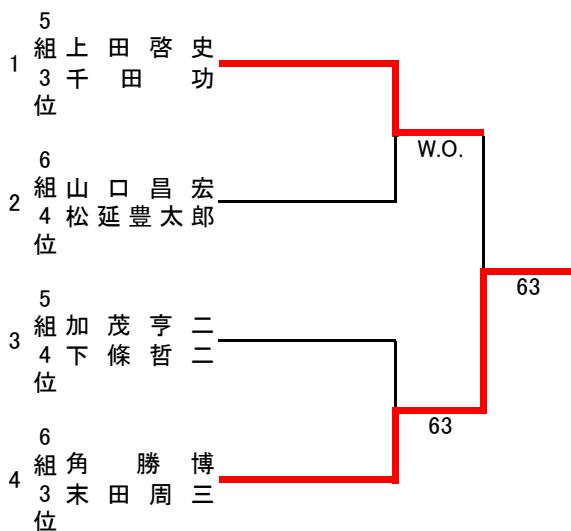 1 5組3位 上田啓史
千田 功
W.O.
2 6組4位 山口昌宏
松延豊太郎
63
3 5組4位 加茂亨二
下條哲二
63
4 6組3位 角 勝博
末田周三